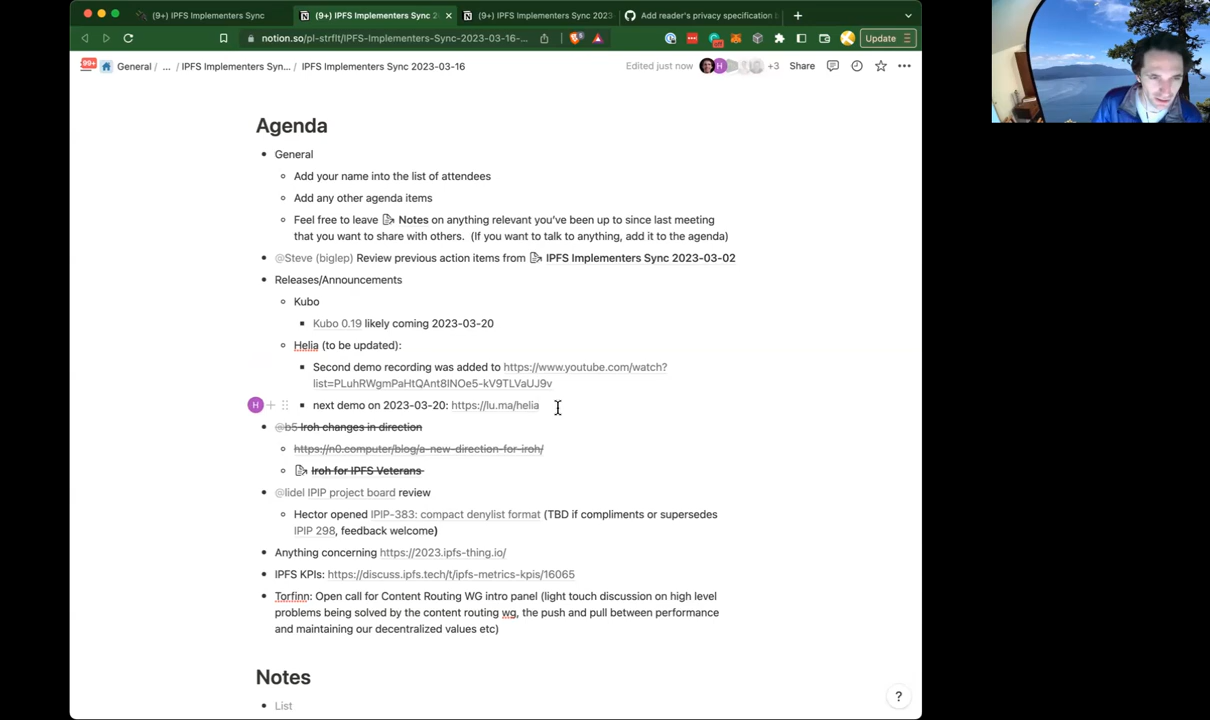 (9+) IPFS Implementers Sync
(9+) IPFS Implementers Sync 2
(9+) IPFS Implementers Sync 2023
Add reader's privacy specification
notion.so/pl-strflt/IPFS-Implementers-Sync-2023-03-16-...
Update
99+
General / ... / IPFS Implementers Syn... / IPFS Implementers Sync 2023-03-16
Edited just now
H
+3
Share
Agenda
General
Add your name into the list of attendees
Add any other agenda items
Feel free to leave Notes on anything relevant you've been up to since last meeting
that you want to share with others. (If you want to talk to anything, add it to the agenda)
@Steve (biglep) Review previous action items from IPFS Implementers Sync 2023-03-02
Releases/Announcements
Kubo
Kubo 0.19 likely coming 2023-03-20
Helia (to be updated):
Second demo recording was added to https://www.youtube.com/watch?
list=PLuhRWgmPaHtQAnt8INOe5-kV9TLVaUJ9v
H
next demo on 2023-03-20: https://lu.ma/helia
@b5 Iroh changes in direction
https://n0.computer/blog/a-new-direction-for-iroh/
Iroh for IPFS Veterans
@lidel IPIP project board review
Hector opened IPIP-383: compact denylist format (TBD if compliments or supersedes
IPIP 298, feedback welcome)
Anything concerning https://2023.ipfs-thing.io/
IPFS KPIs: https://discuss.ipfs.tech/t/ipfs-metrics-kpis/16065
Torfinn: Open call for Content Routing WG intro panel (light touch discussion on high level
problems being solved by the content routing wg, the push and pull between performance
and maintaining our decentralized values etc)
Notes
List
?